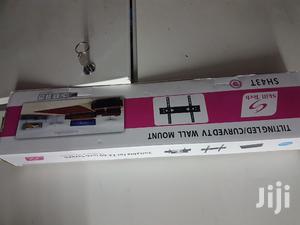 Skill Tech
SH43T
TILTING LED/CURVED TV WALL MOUNT
Jiji